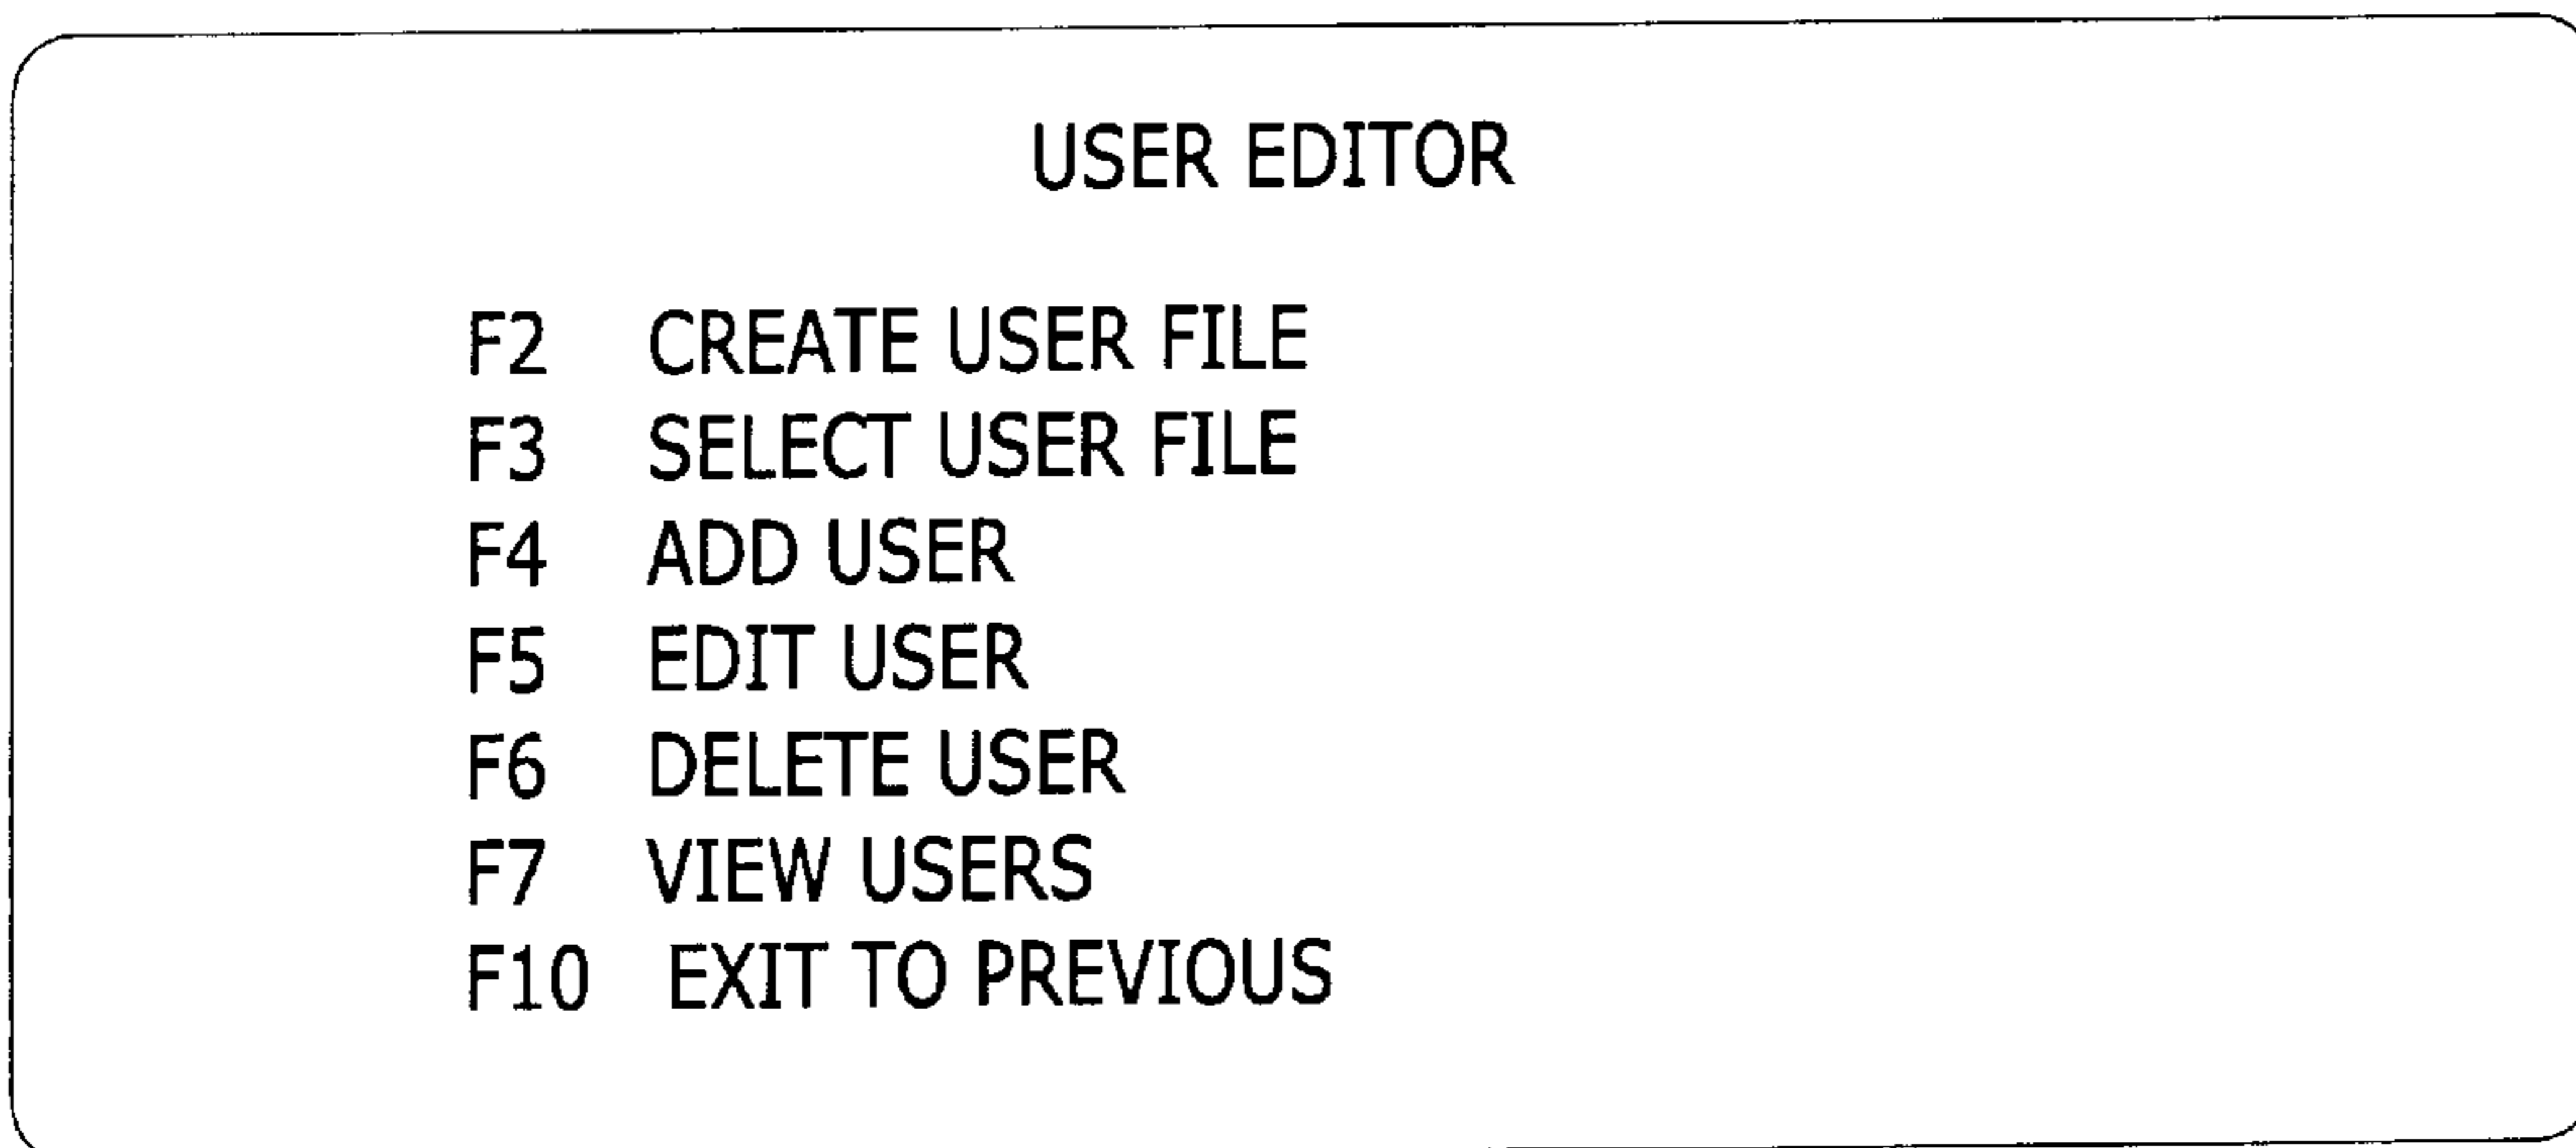 USER EDITOR
F2 CREATE USER FILE
F3 SELECT USER FILE
F4 ADD USER
F5 EDIT USER
F6 DELETE USER
F7 VIEW USERS
F10 EXIT TO PREVIOUS